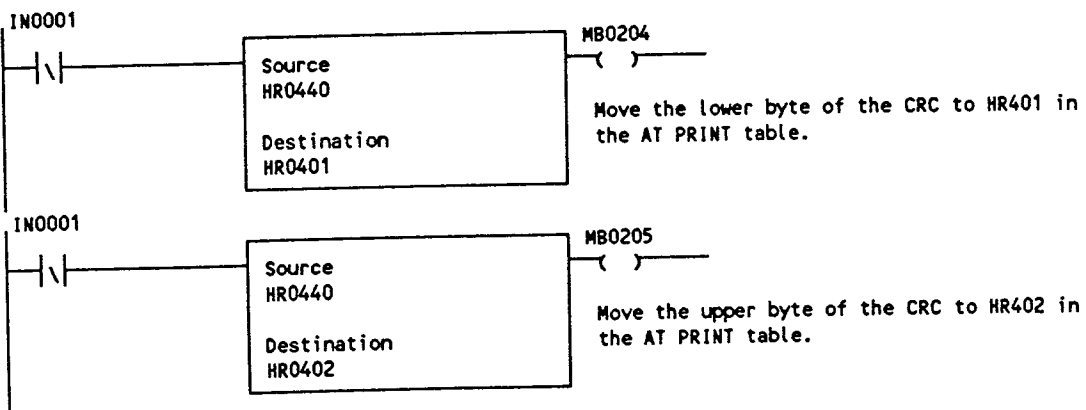 IN0001
Source
HR0440
Destination
HR0401
MB0204
Move the lower byte of the CRC to HR401 in
the AT PRINT table.
IN0001
Source
HR0440
Destination
HR0402
MB0205
Move the upper byte of the CRC to HR402 in
the AT PRINT table.